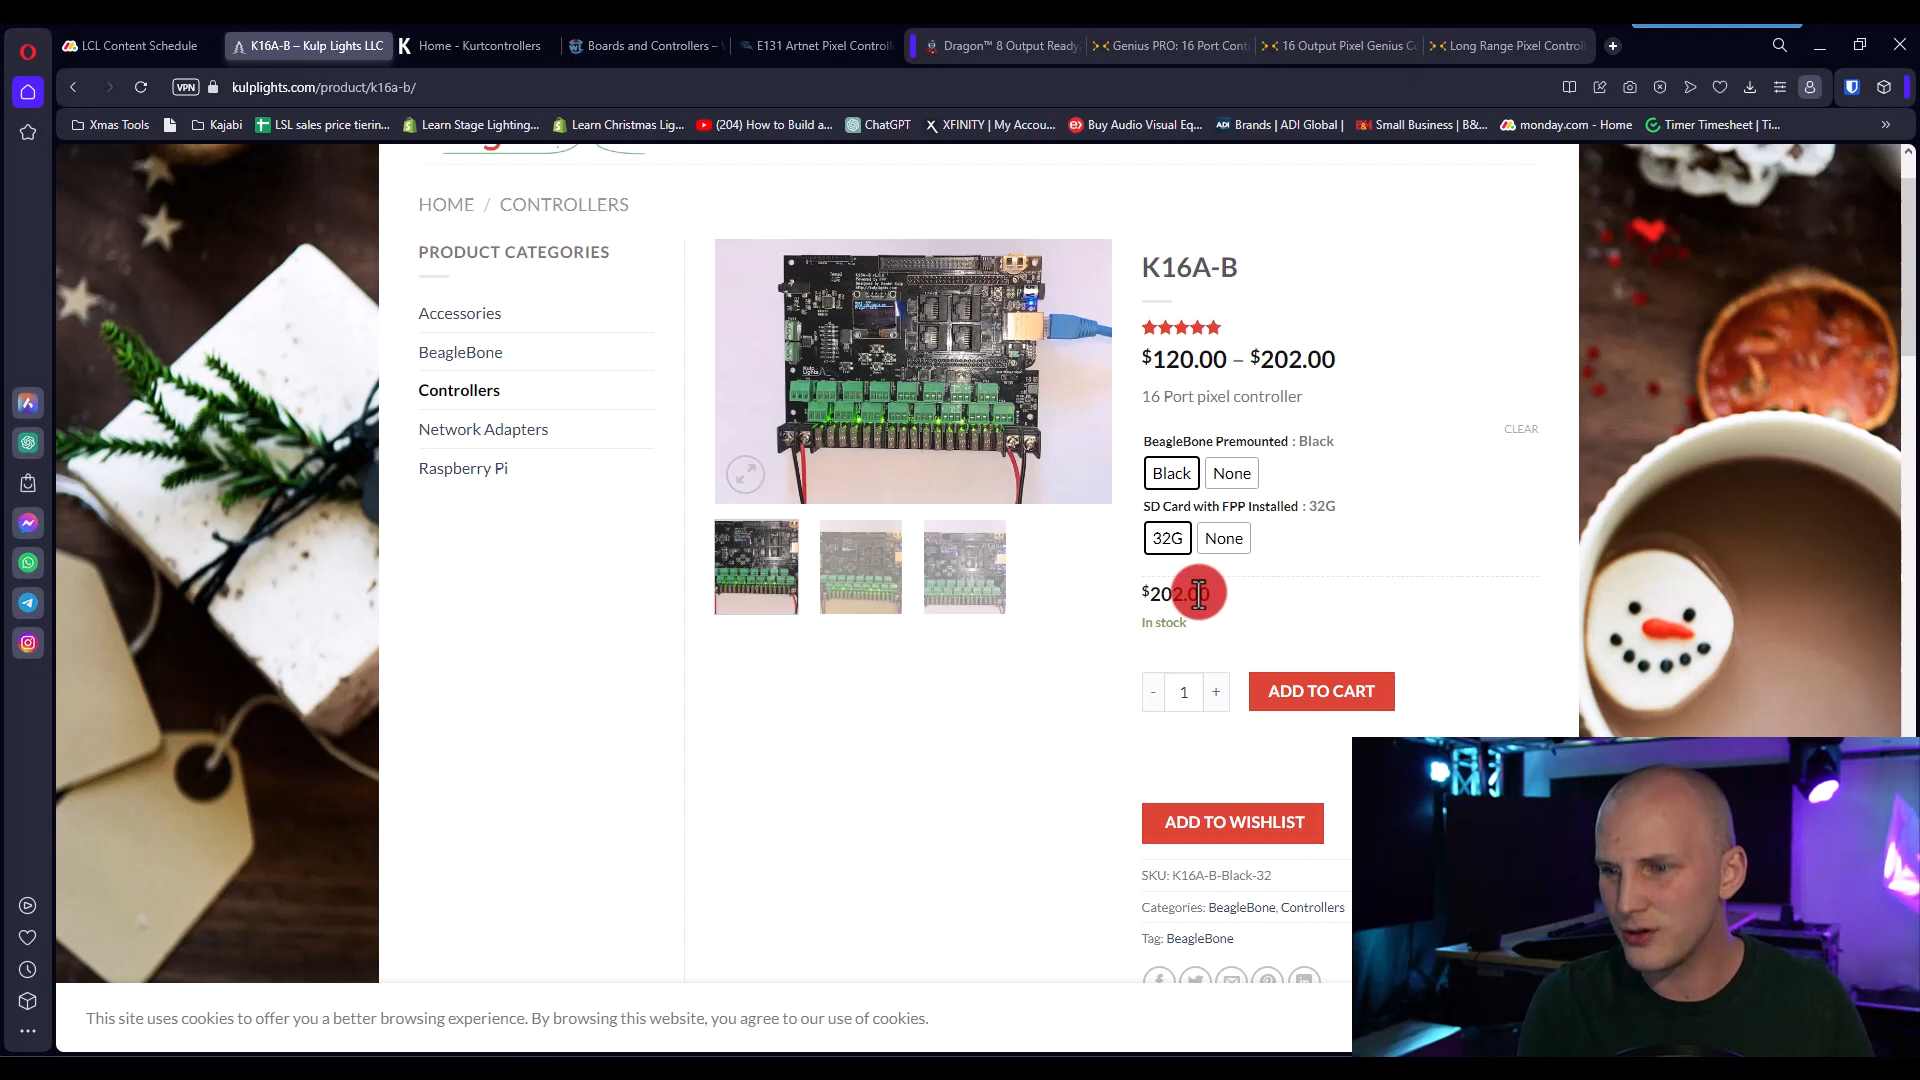 LCL Content Schedule
K16A-B – Kulp Lights LLC
Home - Kurtcontrollers
Boards and Controllers –
E131 Artnet Pixel Controll
Dragon™ 8 Output Ready
Genius PRO: 16 Port Cont
16 Output Pixel Genius C
Long Range Pixel Control
VPN
kulplights.com/product/k16a-b/
Xmas Tools
Kajabi
LSL sales price tierin...
Learn Stage Lighting...
Learn Christmas Lig...
(204) How to Build a...
ChatGPT
XFINITY | My Accou...
Buy Audio Visual Eq...
Brands | ADI Global |
Small Business | B&...
monday.com - Home
Timer Timesheet | Ti...
HOME / CONTROLLERS
PRODUCT CATEGORIES
Accessories
BeagleBone
Controllers
Network Adapters
Raspberry Pi
K16A-B
$120.00 – $202.00
16 Port pixel controller
CLEAR
BeagleBone Premounted : Black
Black
None
SD Card with FPP Installed : 32G
32G
None
$202.00
In stock
- 1 +
ADD TO CART
ADD TO WISHLIST
SKU: K16A-B-Black-32
Categories: BeagleBone, Controllers
Tag: BeagleBone
This site uses cookies to offer you a better browsing experience. By browsing this website, you agree to our use of cookies.